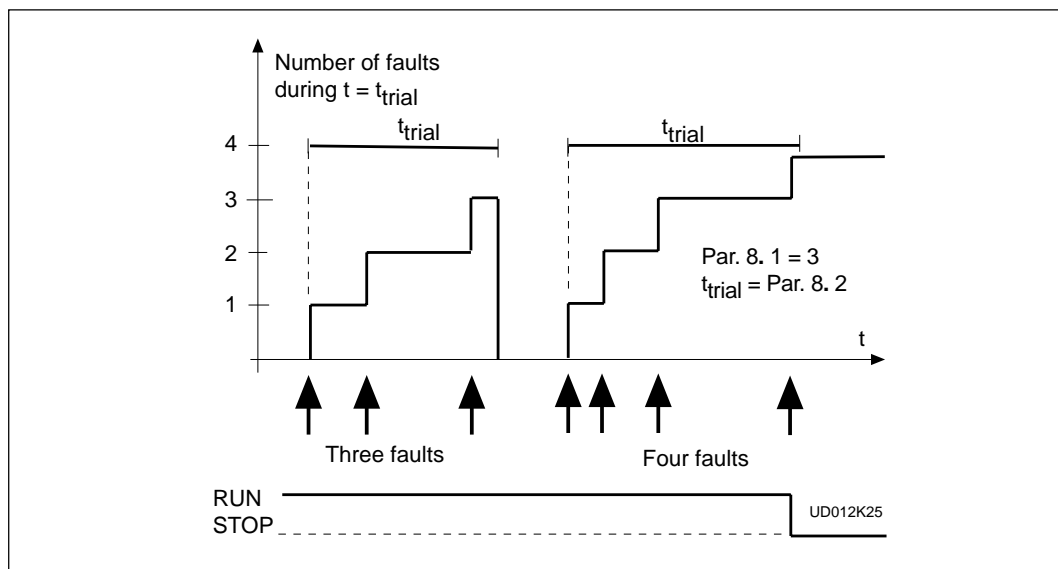 Number of faults
during t = ttrial
ttrial
ttrial
4
3
2
1
Par. 8. 1 = 3
ttrial = Par. 8. 2
t
Three faults
Four faults
RUN
STOP
UD012K25